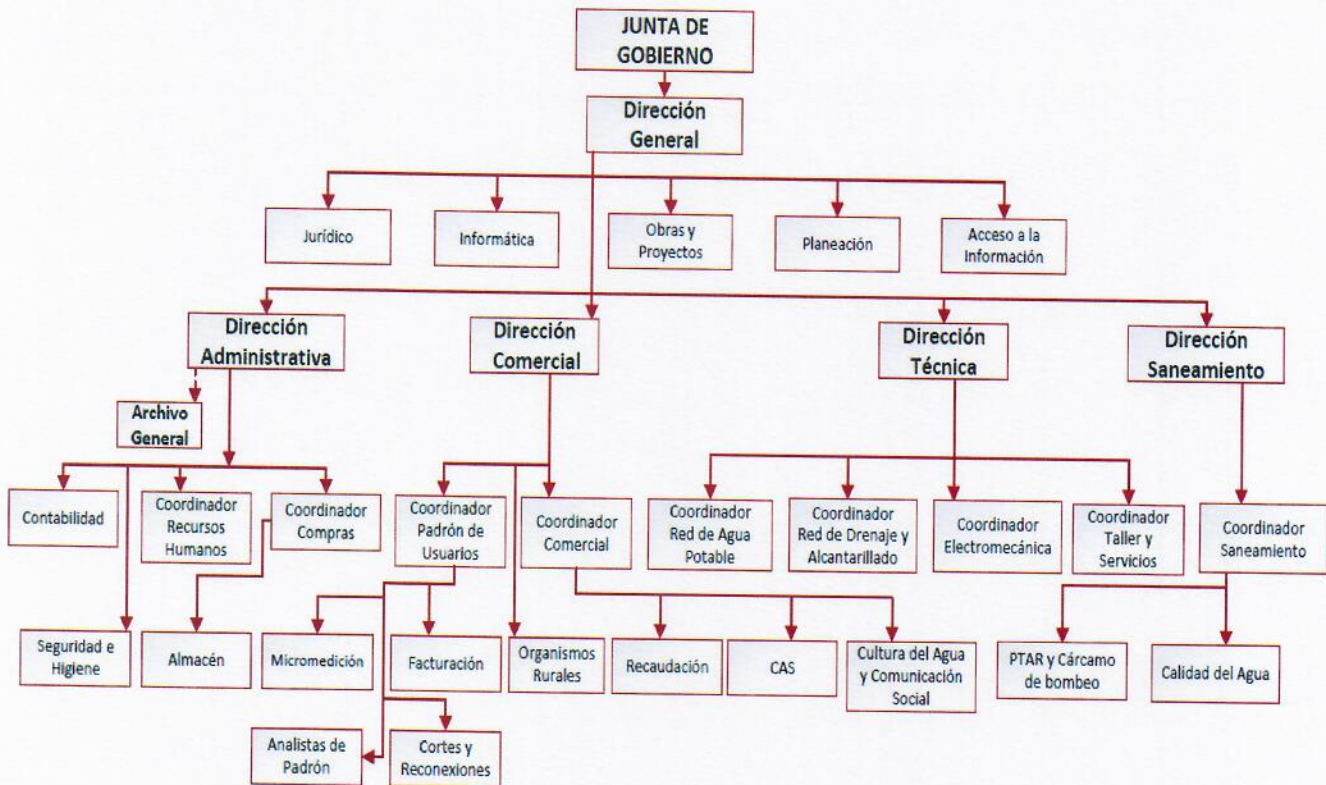 JUNTA DE
GOBIERNO
Dirección
General
Jurídico
Informática
Obras y
Proyectos
Planeación
Acceso a la
Información
Dirección
Administrativa
Dirección
Comercial
Dirección
Técnica
Dirección
Saneamiento
Archivo
General
Contabilidad
Coordinador
Recursos
Humanos
Coordinador
Compras
Coordinador
Padrón de
Usuarios
Coordinador
Comercial
Coordinador
Red de Agua
Potable
Coordinador
Red de Drenaje y
Alcantarillado
Coordinador
Electromecánica
Coordinador
Taller y
Servicios
Coordinador
Saneamiento
Seguridad e
Higiene
Almacén
Micromedición
Facturación
Organismos
Rurales
Recaudación
CAS
Cultura del Agua
y Comunicación
Social
PTAR y Cárcamo
de bombeo
Calidad del Agua
Analistas de
Padrón
Cortes y
Reconexiones